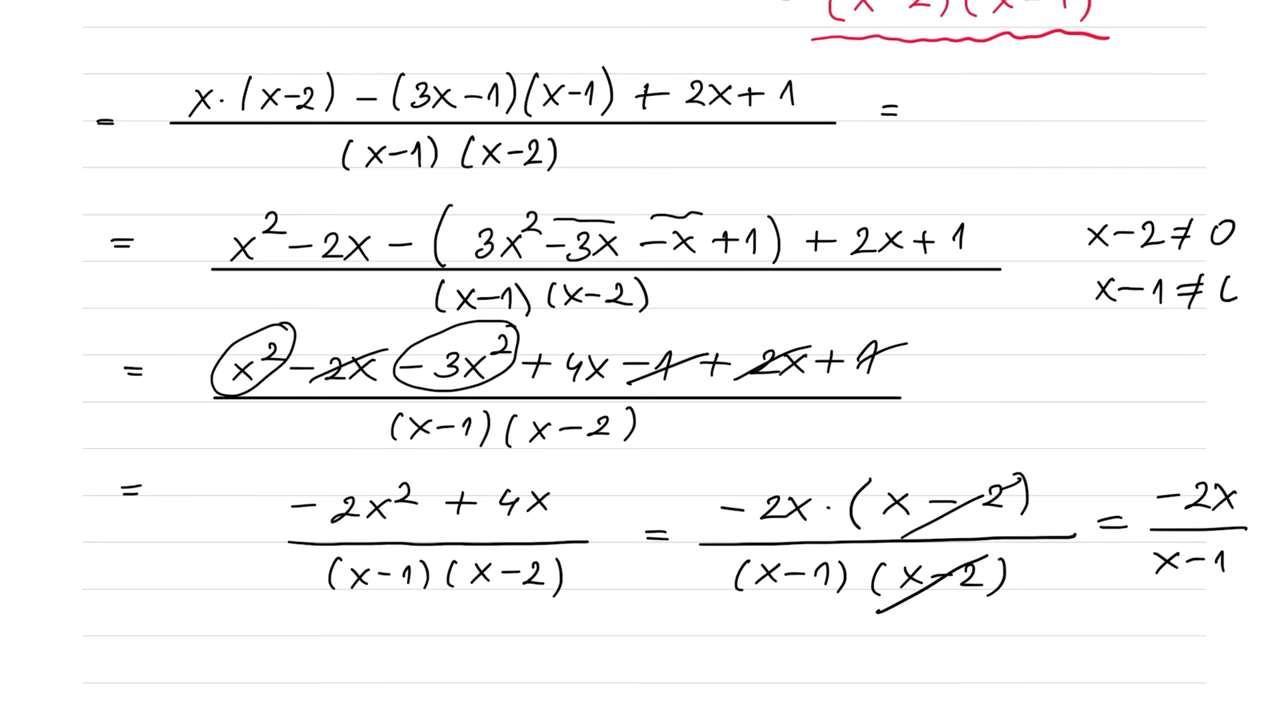 (x-2)(x-1)
= x·(x-2) - (3x-1)(x-1) + 2x+1 =
(x-1)(x-2)
= x² - 2x - (3x² - 3x - x + 1) + 2x + 1 x-2 ≠ 0
(x-1)(x-2) x-1 ≠
= x² - 2x - 3x² + 4x - 1 + 2x + 1
(x-1)(x-2)
= -2x² + 4x = -2x·(x-2) = -2x
(x-1)(x-2) (x-1)(x-2) x-1